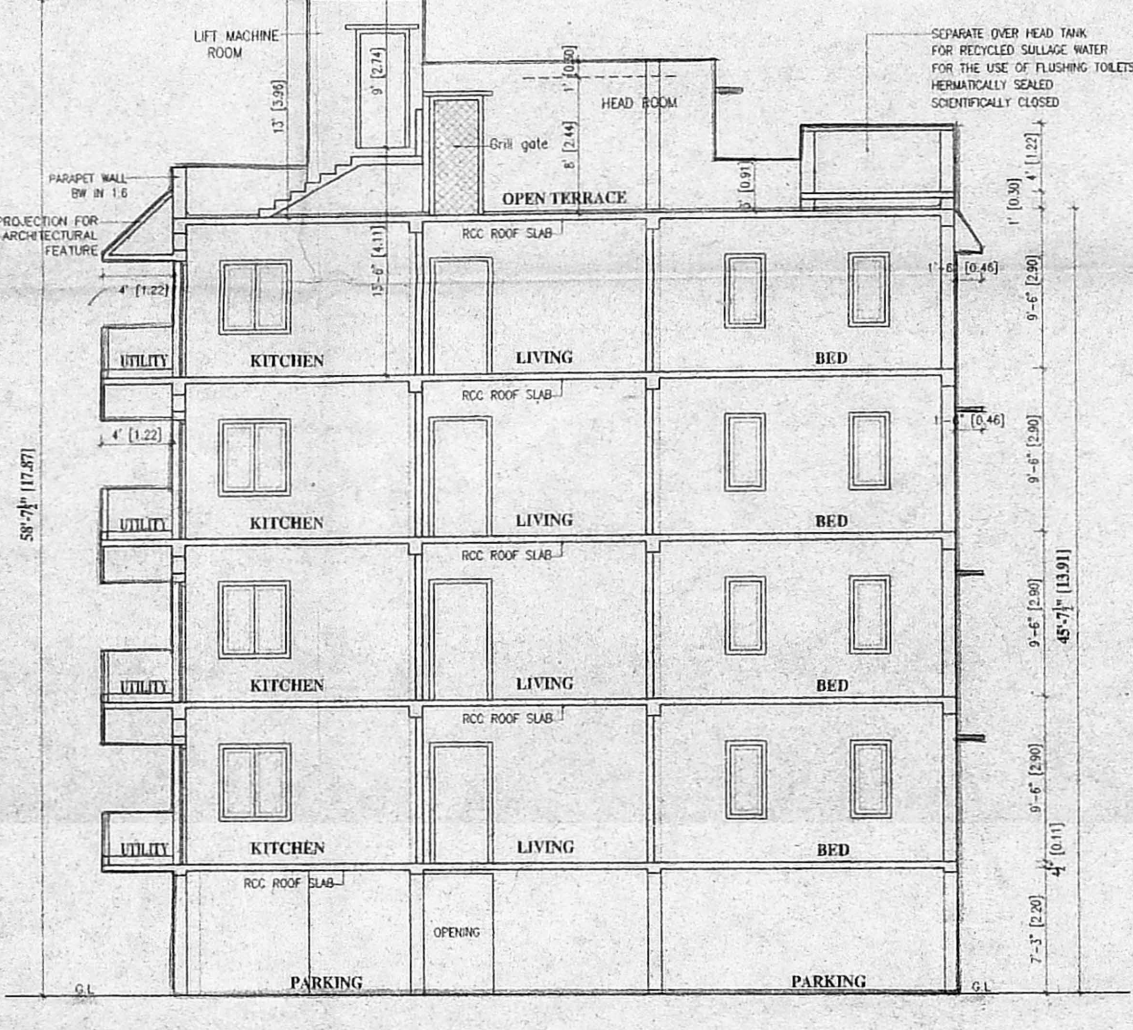 LIFT MACHINE
ROOM
13' [3.96]
9' [2.74]
1' [0.30]
HEAD ROOM
8' [2.44]
Grill gate
SEPARATE OVER HEAD TANK
FOR RECYCLED SULLAGE WATER
FOR THE USE OF FLUSHING TOILETS
HERMATICALLY SEALED
SCIENTIFICALLY CLOSED
4' [1.22]
PARAPET WALL
BW IN 1:6
3' [0.91]
1' [0.30]
OPEN TERRACE
PROJECTION FOR
ARCHITECTURAL
FEATURE
RCC ROOF SLAB
13'-6" [4.11]
4' [1.22]
1'-6" [0.46]
9'-6" [2.90]
UTILITY
KITCHEN
LIVING
BED
RCC ROOF SLAB
4' [1.22]
1'-6" [0.46]
9'-6" [2.90]
58'-7½" [17.87]
UTILITY
KITCHEN
LIVING
BED
RCC ROOF SLAB
9'-6" [2.90]
45'-7½" [13.91]
UTILITY
KITCHEN
LIVING
BED
RCC ROOF SLAB
9'-6" [2.90]
UTILITY
KITCHEN
LIVING
BED
4½" [0.11]
RCC ROOF SLAB
OPENING
7'-3" [2.20]
PARKING
PARKING
G.L
G.L